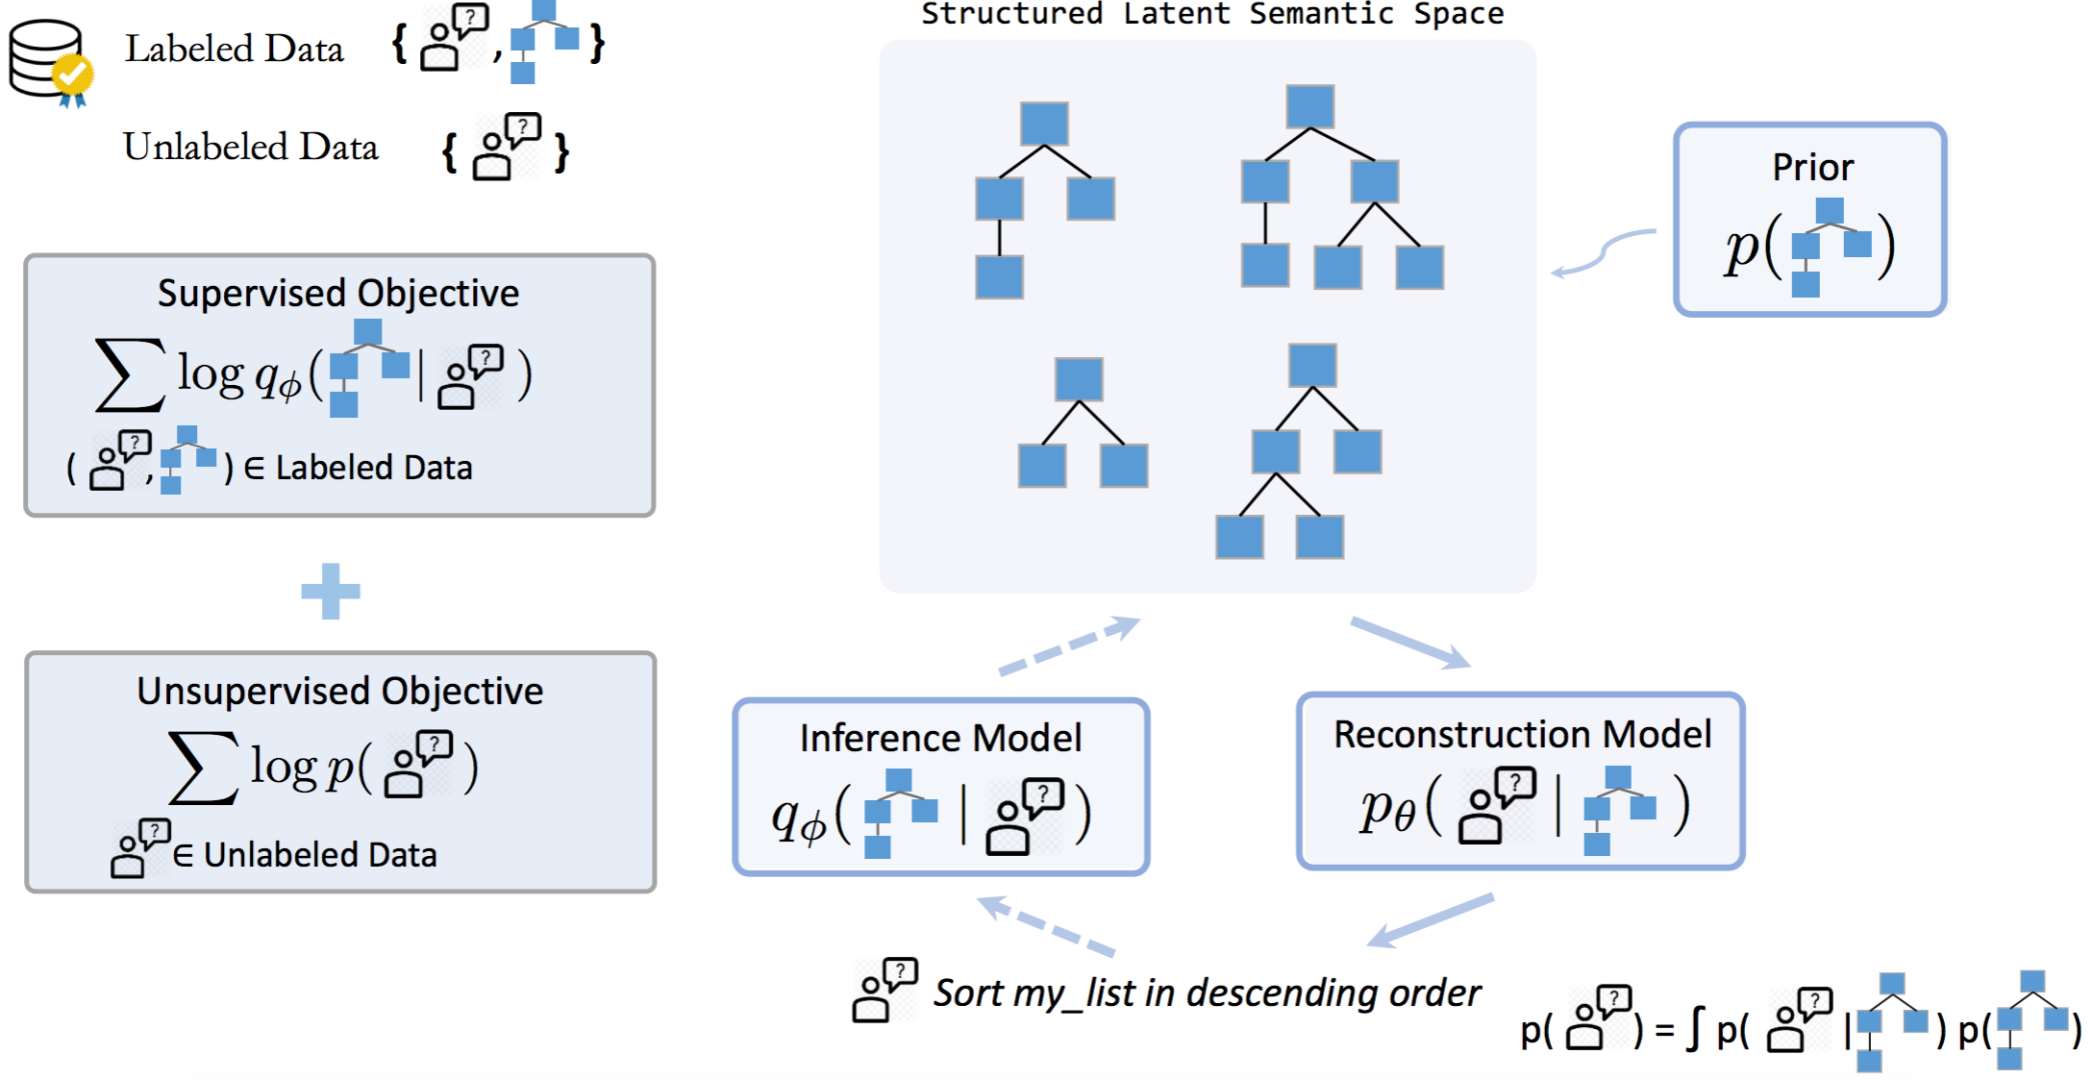 Labeled Data { ? , }
Unlabeled Data { ? }
Supervised Objective
∑ log qϕ( | ? )
( ? , ) ∈ Labeled Data
+
Unsupervised Objective
∑ log p( ? )
? ∈ Unlabeled Data
Structured Latent Semantic Space
Prior
p( )
Inference Model
qϕ( | ? )
Reconstruction Model
pθ( ? | )
? Sort my_list in descending order
p( ? ) = ∫ p( ? | ) p( )